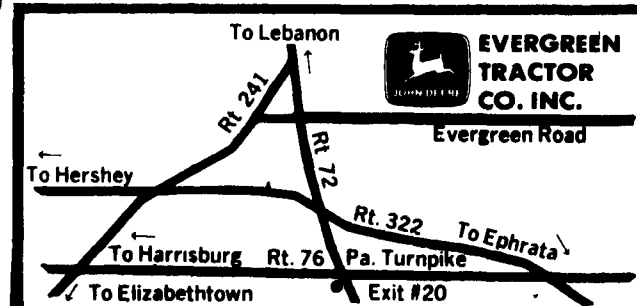 To Lebanon
EVERGREEN
TRACTOR
CO. INC.
JOHN DEERE
Rt 241
Evergreen Road
Rt 72
To Hershey
Rt. 322
To Ephrata
To Harrisburg
Rt. 76
Pa. Turnpike
To Elizabethtown
Exit #20